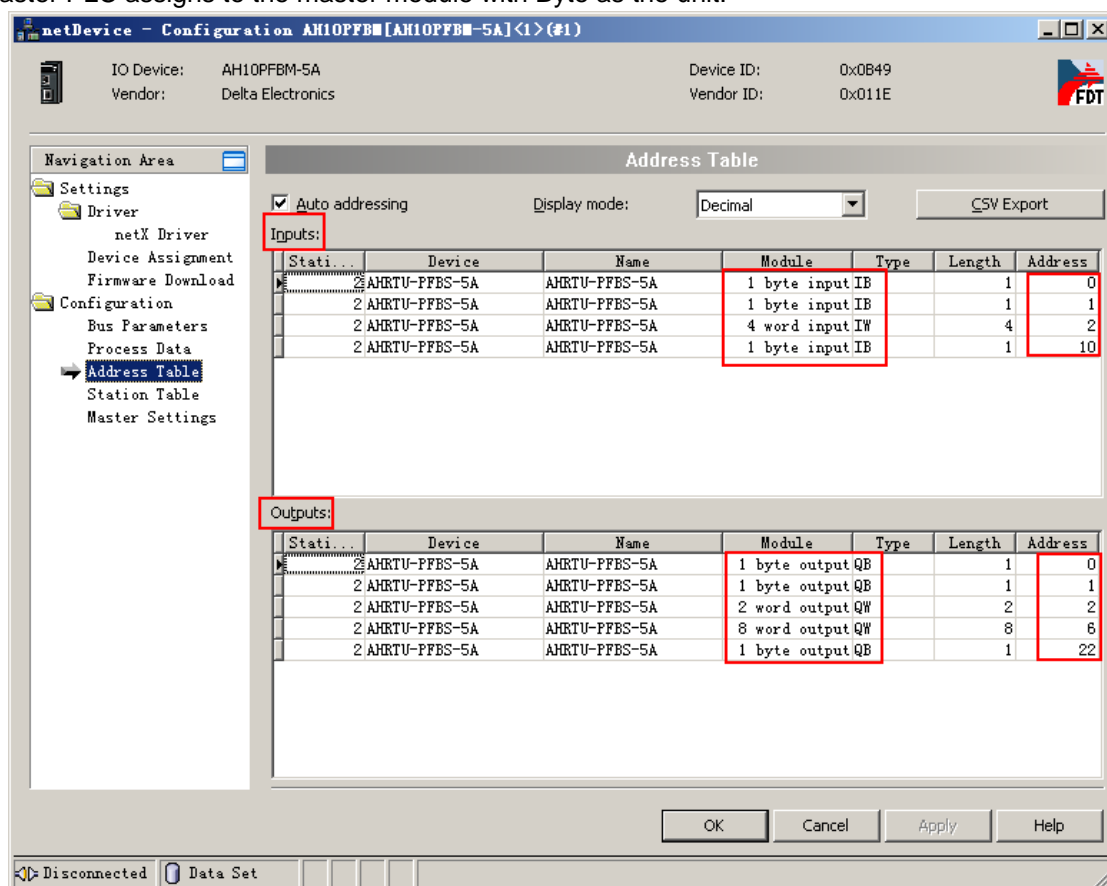 aster PLC assigns to the master module with Byte as the unit.
netDevice - Configuration AH10PFBM[AH10PFBM-5A]<1>(#1)
IO Device: AH10PFBM-5A Device ID: 0x0B49
Vendor: Delta Electronics Vendor ID: 0x011E
FDT
Navigation Area
Settings
Driver
netX Driver
Device Assignment
Firmware Download
Configuration
Bus Parameters
Process Data
Address Table
Station Table
Master Settings
Address Table
Auto addressing Display mode: Decimal CSV Export
Inputs:
Stati... Device Name Module Type Length Address
2 AHRTU-PFBS-5A AHRTU-PFBS-5A 1 byte input IB 1 0
2 AHRTU-PFBS-5A AHRTU-PFBS-5A 1 byte input IB 1 1
2 AHRTU-PFBS-5A AHRTU-PFBS-5A 4 word input IW 4 2
2 AHRTU-PFBS-5A AHRTU-PFBS-5A 1 byte input IB 1 10
Outputs:
Stati... Device Name Module Type Length Address
2 AHRTU-PFBS-5A AHRTU-PFBS-5A 1 byte output QB 1 0
2 AHRTU-PFBS-5A AHRTU-PFBS-5A 1 byte output QB 1 1
2 AHRTU-PFBS-5A AHRTU-PFBS-5A 2 word output QW 2 2
2 AHRTU-PFBS-5A AHRTU-PFBS-5A 8 word output QW 8 6
2 AHRTU-PFBS-5A AHRTU-PFBS-5A 1 byte output QB 1 22
OK Cancel Apply Help
Disconnected Data Set